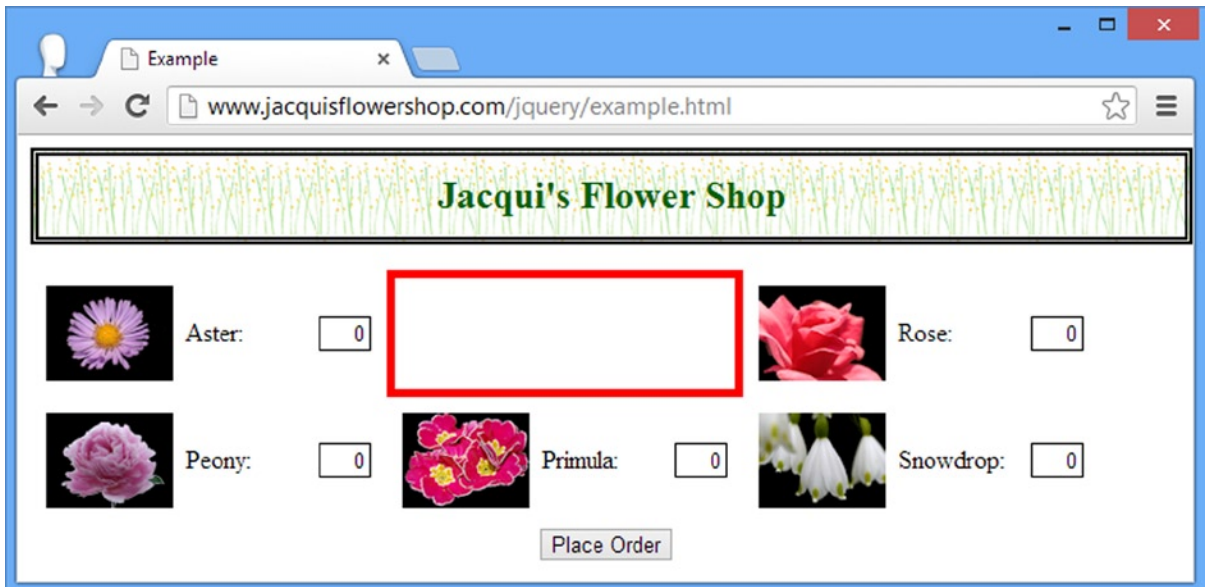 Example
www.jacquisflowershop.com/jquery/example.html
Jacqui's Flower Shop
Aster: 0
Rose: 0
Peony: 0
Primula: 0
Snowdrop: 0
Place Order